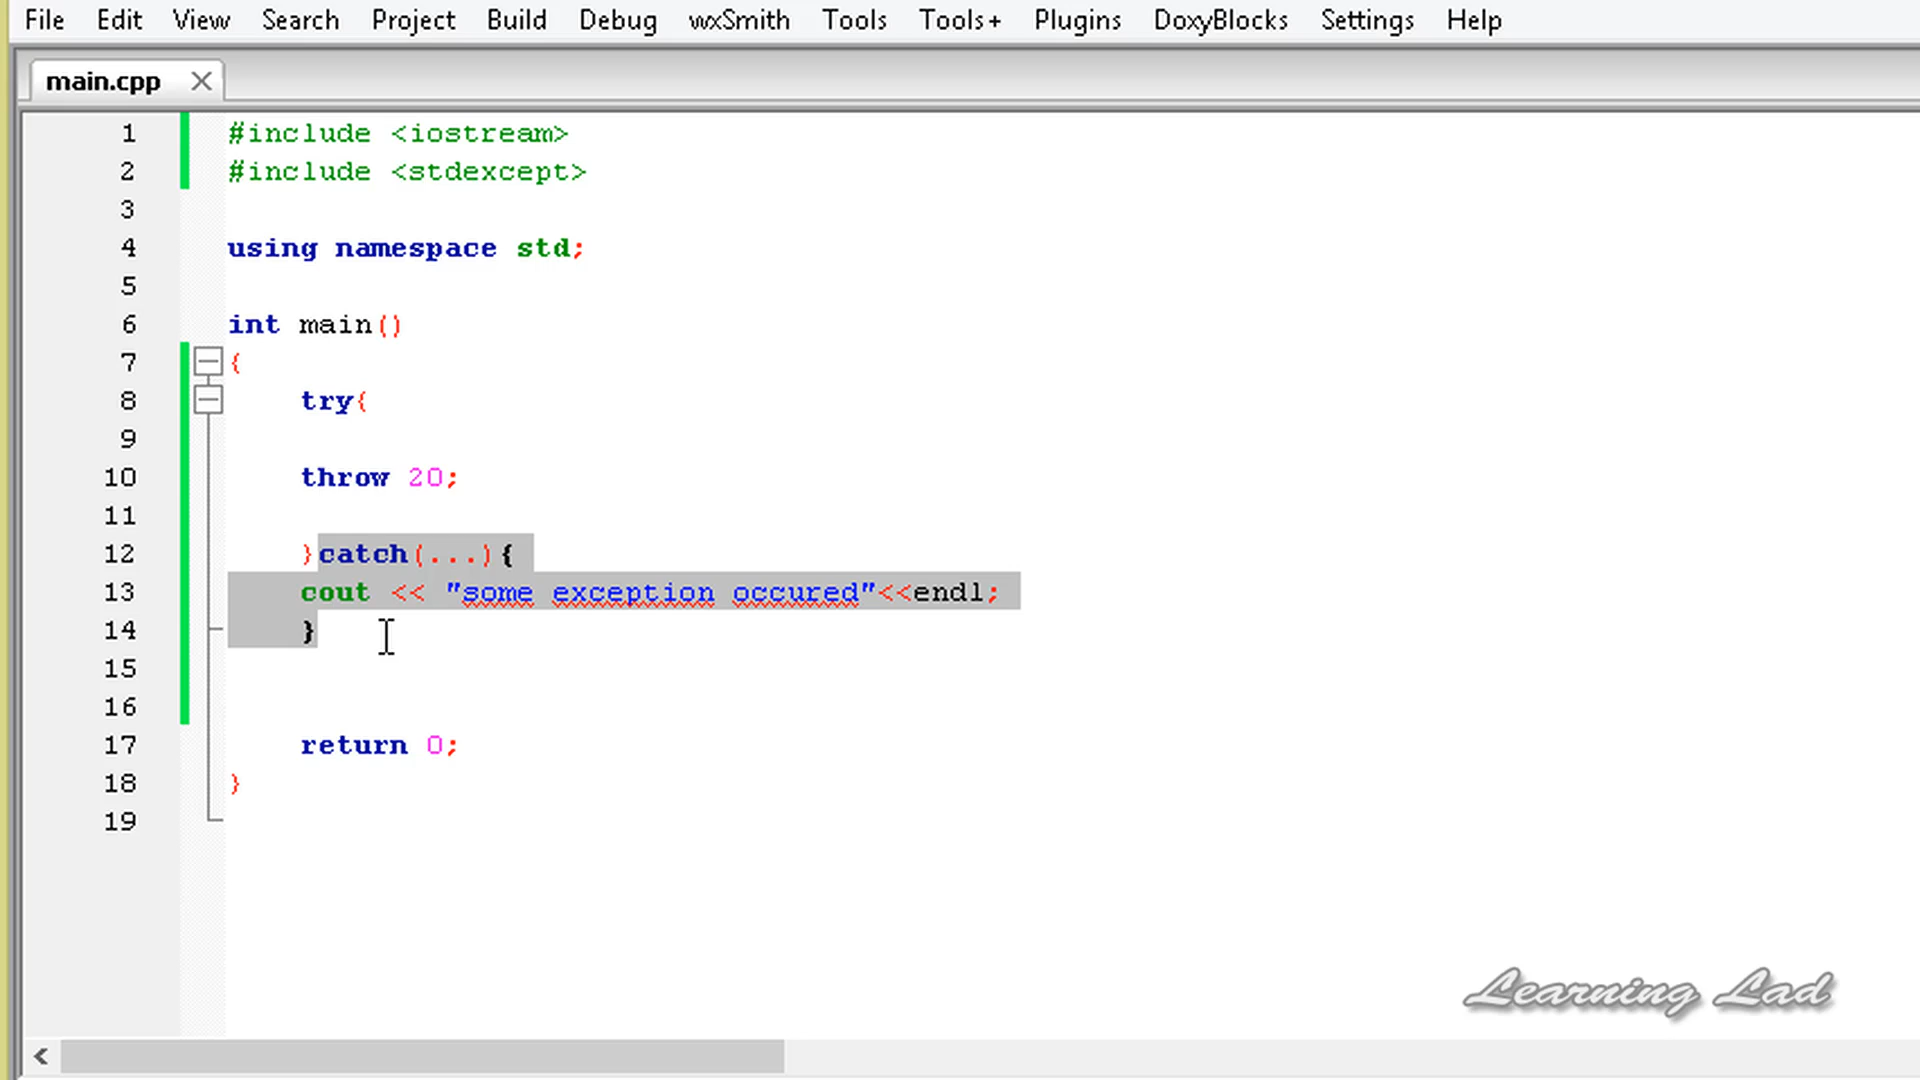 File Edit View Search Project Build Debug wxSmith Tools Tools+ Plugins DoxyBlocks Settings Help
main.cpp
1 #include <iostream>
2 #include <stdexcept>
3
4 using namespace std;
5
6 int main()
7 {
8 try{
9
10 throw 20;
11
12 }catch(...){
13 cout << "some exception occured"<<endl;
14 }
15
16
17 return 0;
18 }
19
Learning Lad